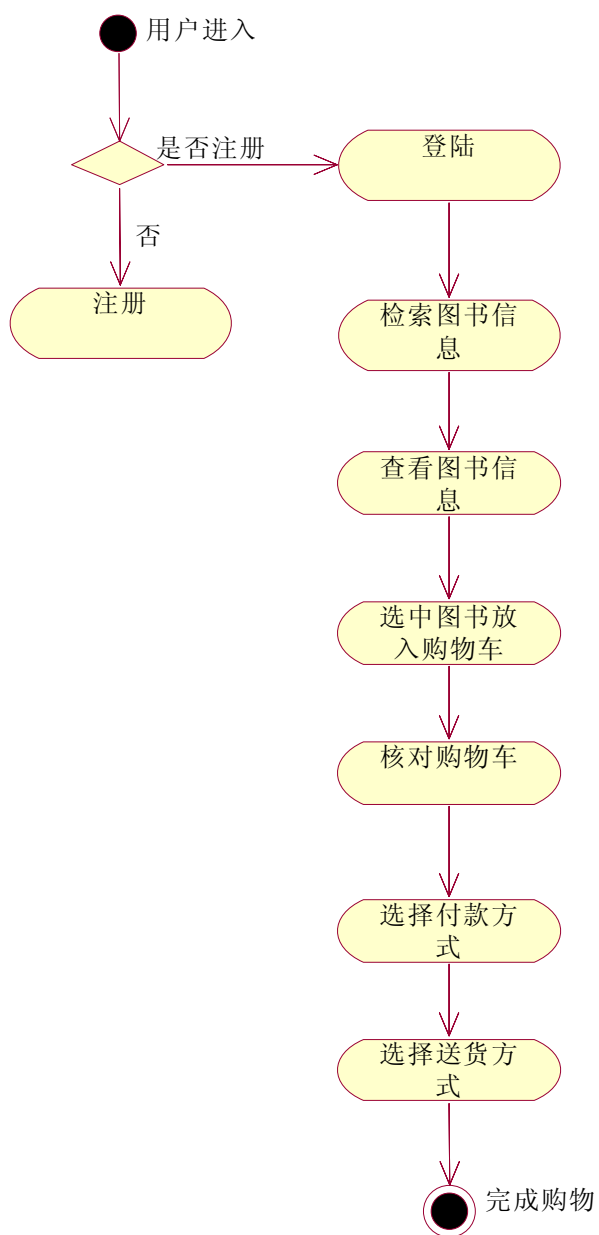 用户进入
是否注册
登陆
否
注册
检索图书信
息
查看图书信
息
选中图书放
入购物车
核对购物车
选择付款方
式
选择送货方
式
完成购物